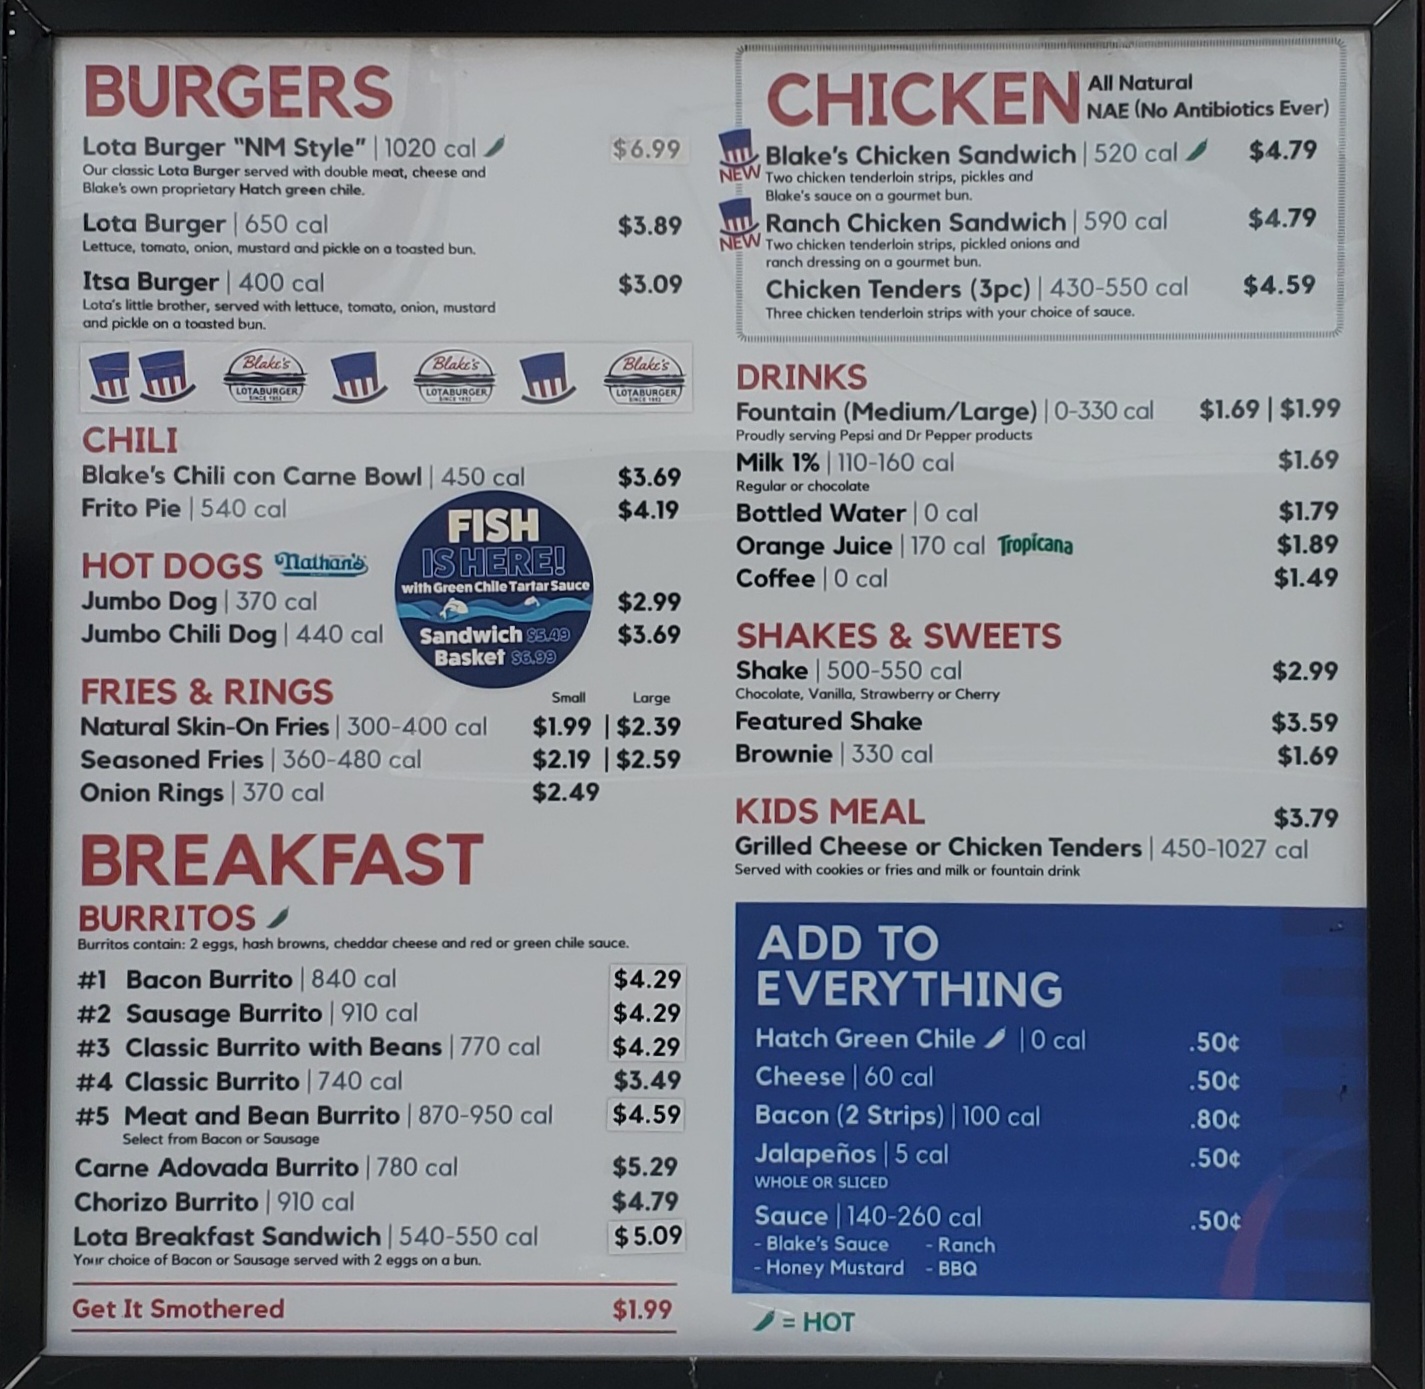 BURGERS
Lota Burger "NM Style" | 1020 cal $6.99
Our classic Lota Burger served with double meat, cheese and
Blake's own proprietary Hatch green chile.
Lota Burger | 650 cal $3.89
Lettuce, tomato, onion, mustard and pickle on a toasted bun.
Itsa Burger | 400 cal $3.09
Lota's little brother, served with lettuce, tomato, onion, mustard
and pickle on a toasted bun.
Blake's Blake's Blake's
LOTABURGER LOTABURGER LOTABURGER
SINCE 1952 SINCE 1952 SINCE 1952
CHILI
Blake's Chili con Carne Bowl | 450 cal $3.69
Frito Pie | 540 cal $4.19
FISH
IS HERE!
with Green Chile Tartar Sauce
Sandwich $5.49
Basket $6.99
HOT DOGS Nathan's
Jumbo Dog | 370 cal $2.99
Jumbo Chili Dog | 440 cal $3.69
FRIES & RINGS Small Large
Natural Skin-On Fries | 300-400 cal $1.99 | $2.39
Seasoned Fries | 360-480 cal $2.19 | $2.59
Onion Rings | 370 cal $2.49
BREAKFAST
BURRITOS
Burritos contain: 2 eggs, hash browns, cheddar cheese and red or green chile sauce.
#1 Bacon Burrito | 840 cal $4.29
#2 Sausage Burrito | 910 cal $4.29
#3 Classic Burrito with Beans | 770 cal $4.29
#4 Classic Burrito | 740 cal $3.49
#5 Meat and Bean Burrito | 870-950 cal $4.59
Select from Bacon or Sausage
Carne Adovada Burrito | 780 cal $5.29
Chorizo Burrito | 910 cal $4.79
Lota Breakfast Sandwich | 540-550 cal $5.09
Your choice of Bacon or Sausage served with 2 eggs on a bun.
Get It Smothered $1.99
CHICKEN All Natural
NAE (No Antibiotics Ever)
NEW Blake's Chicken Sandwich | 520 cal $4.79
Two chicken tenderloin strips, pickles and
Blake's sauce on a gourmet bun.
NEW Ranch Chicken Sandwich | 590 cal $4.79
Two chicken tenderloin strips, pickled onions and
ranch dressing on a gourmet bun.
Chicken Tenders (3pc) | 430-550 cal $4.59
Three chicken tenderloin strips with your choice of sauce.
DRINKS
Fountain (Medium/Large) | 0-330 cal $1.69 | $1.99
Proudly serving Pepsi and Dr Pepper products
Milk 1% | 110-160 cal $1.69
Regular or chocolate
Bottled Water | 0 cal $1.79
Orange Juice | 170 cal Tropicana $1.89
Coffee | 0 cal $1.49
SHAKES & SWEETS
Shake | 500-550 cal $2.99
Chocolate, Vanilla, Strawberry or Cherry
Featured Shake $3.59
Brownie | 330 cal $1.69
KIDS MEAL $3.79
Grilled Cheese or Chicken Tenders | 450-1027 cal
Served with cookies or fries and milk or fountain drink
ADD TO
EVERYTHING
Hatch Green Chile | 0 cal .50¢
Cheese | 60 cal .50¢
Bacon (2 Strips) | 100 cal .80¢
Jalapeños | 5 cal .50¢
WHOLE OR SLICED
Sauce | 140-260 cal .50¢
- Blake's Sauce - Ranch
- Honey Mustard - BBQ
= HOT